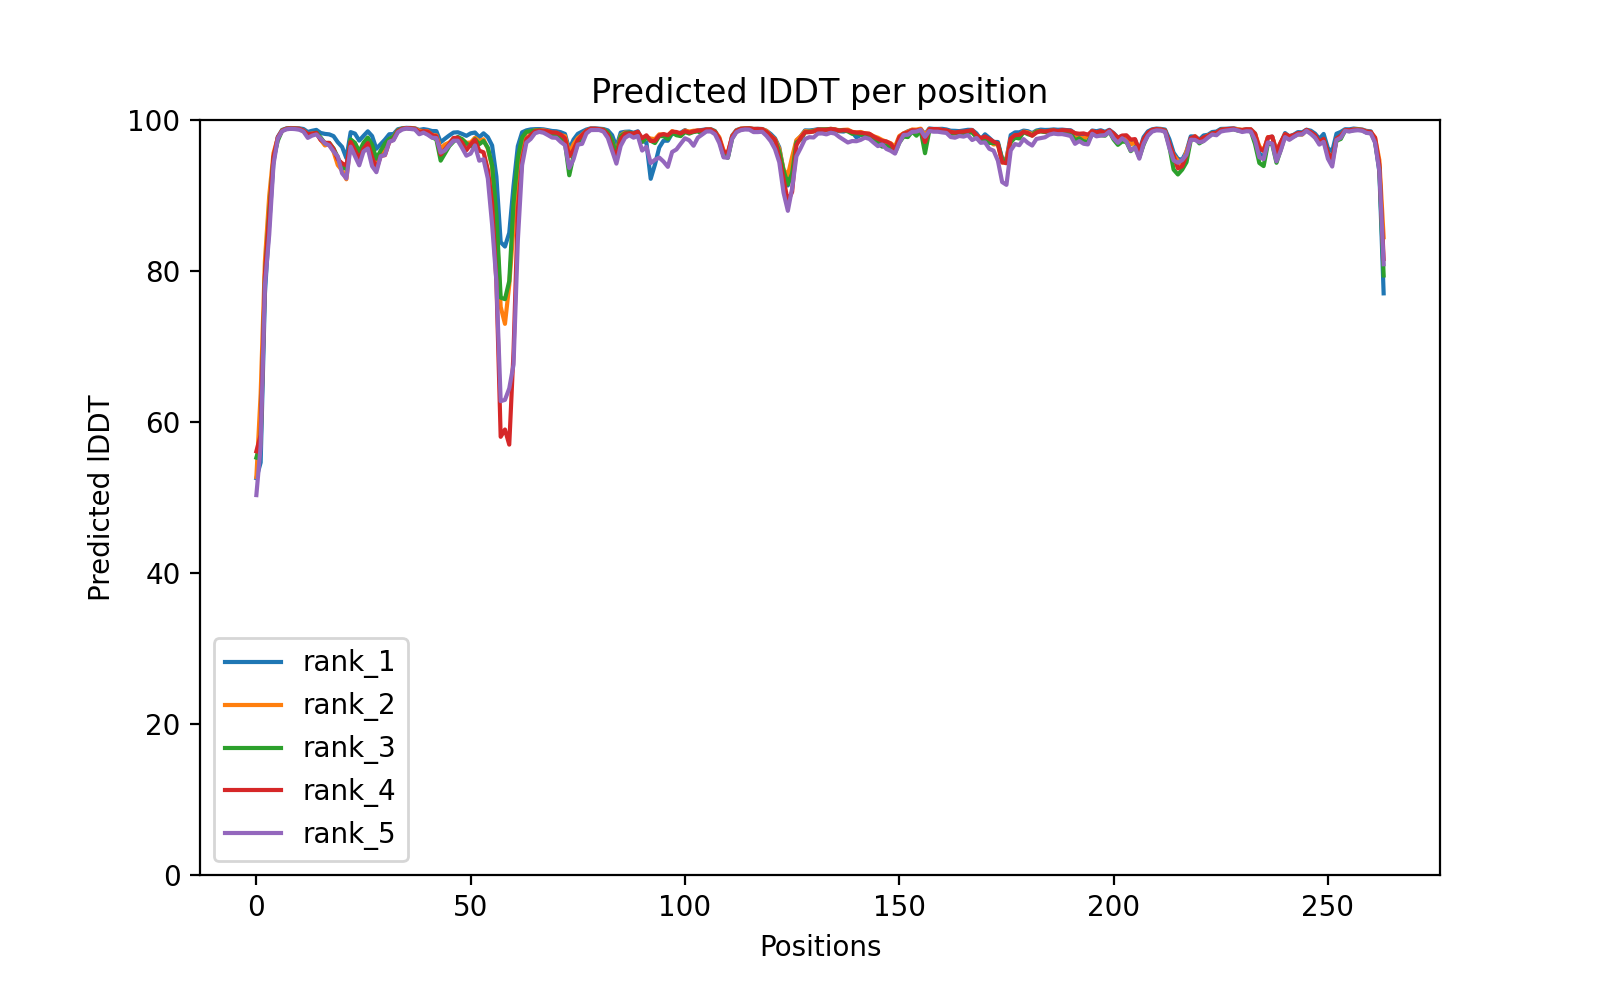 Predicted lDDT per position
100
80
60
40
20
0
Predicted lDDT
rank_1
rank_2
rank_3
rank_4
rank_5
0 50 100 150 200 250
Positions